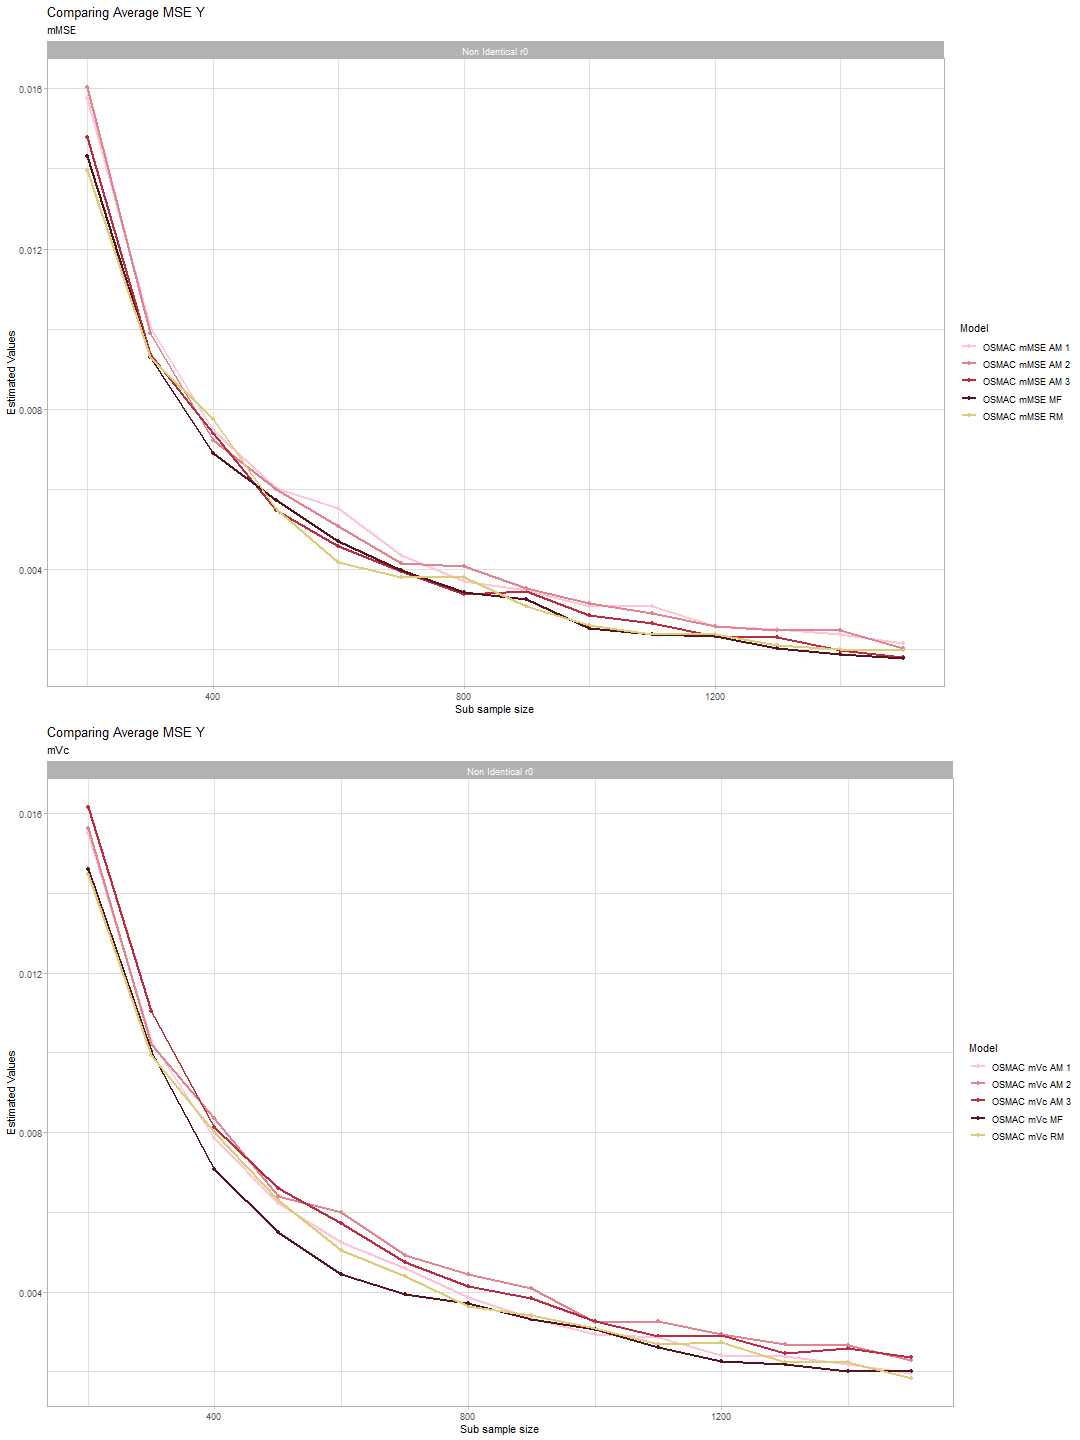 Comparing Average MSE Y
mMSE
Non Identical r0
0.016
0.012
0.008
0.004
Estimated Values
400
800
1200
Sub sample size
Model
OSMAC mMSE AM 1
OSMAC mMSE AM 2
OSMAC mMSE AM 3
OSMAC mMSE MF
OSMAC mMSE RM
Comparing Average MSE Y
mVc
Non Identical r0
0.016
0.012
0.008
0.004
Estimated Values
400
800
1200
Sub sample size
Model
OSMAC mVc AM 1
OSMAC mVc AM 2
OSMAC mVc AM 3
OSMAC mVc MF
OSMAC mVc RM